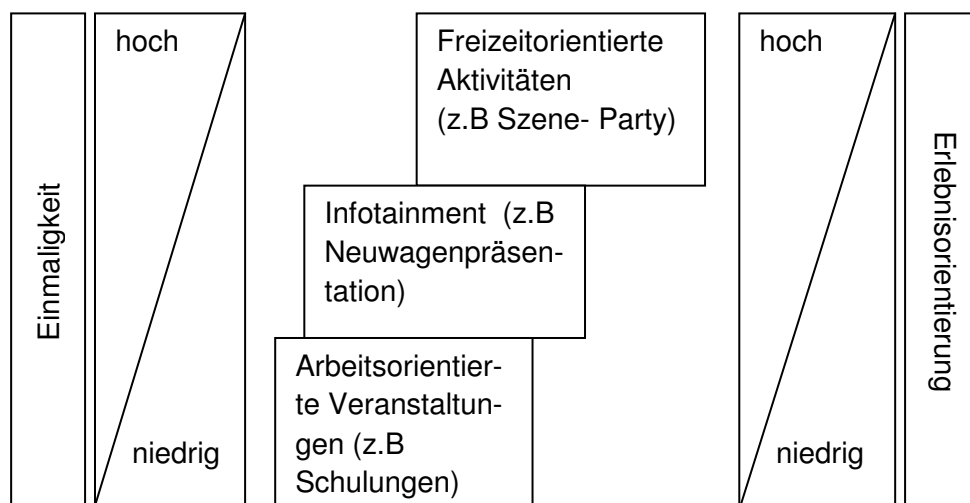 Einmaligkeit
hoch
niedrig
Freizeitorientierte
Aktivitäten
(z.B Szene- Party)
Infotainment (z.B
Neuwagenpräsen-
tation)
Arbeitsorientier-
te Veranstaltun-
gen (z.B
Schulungen)
hoch
niedrig
Erlebnisorientierung